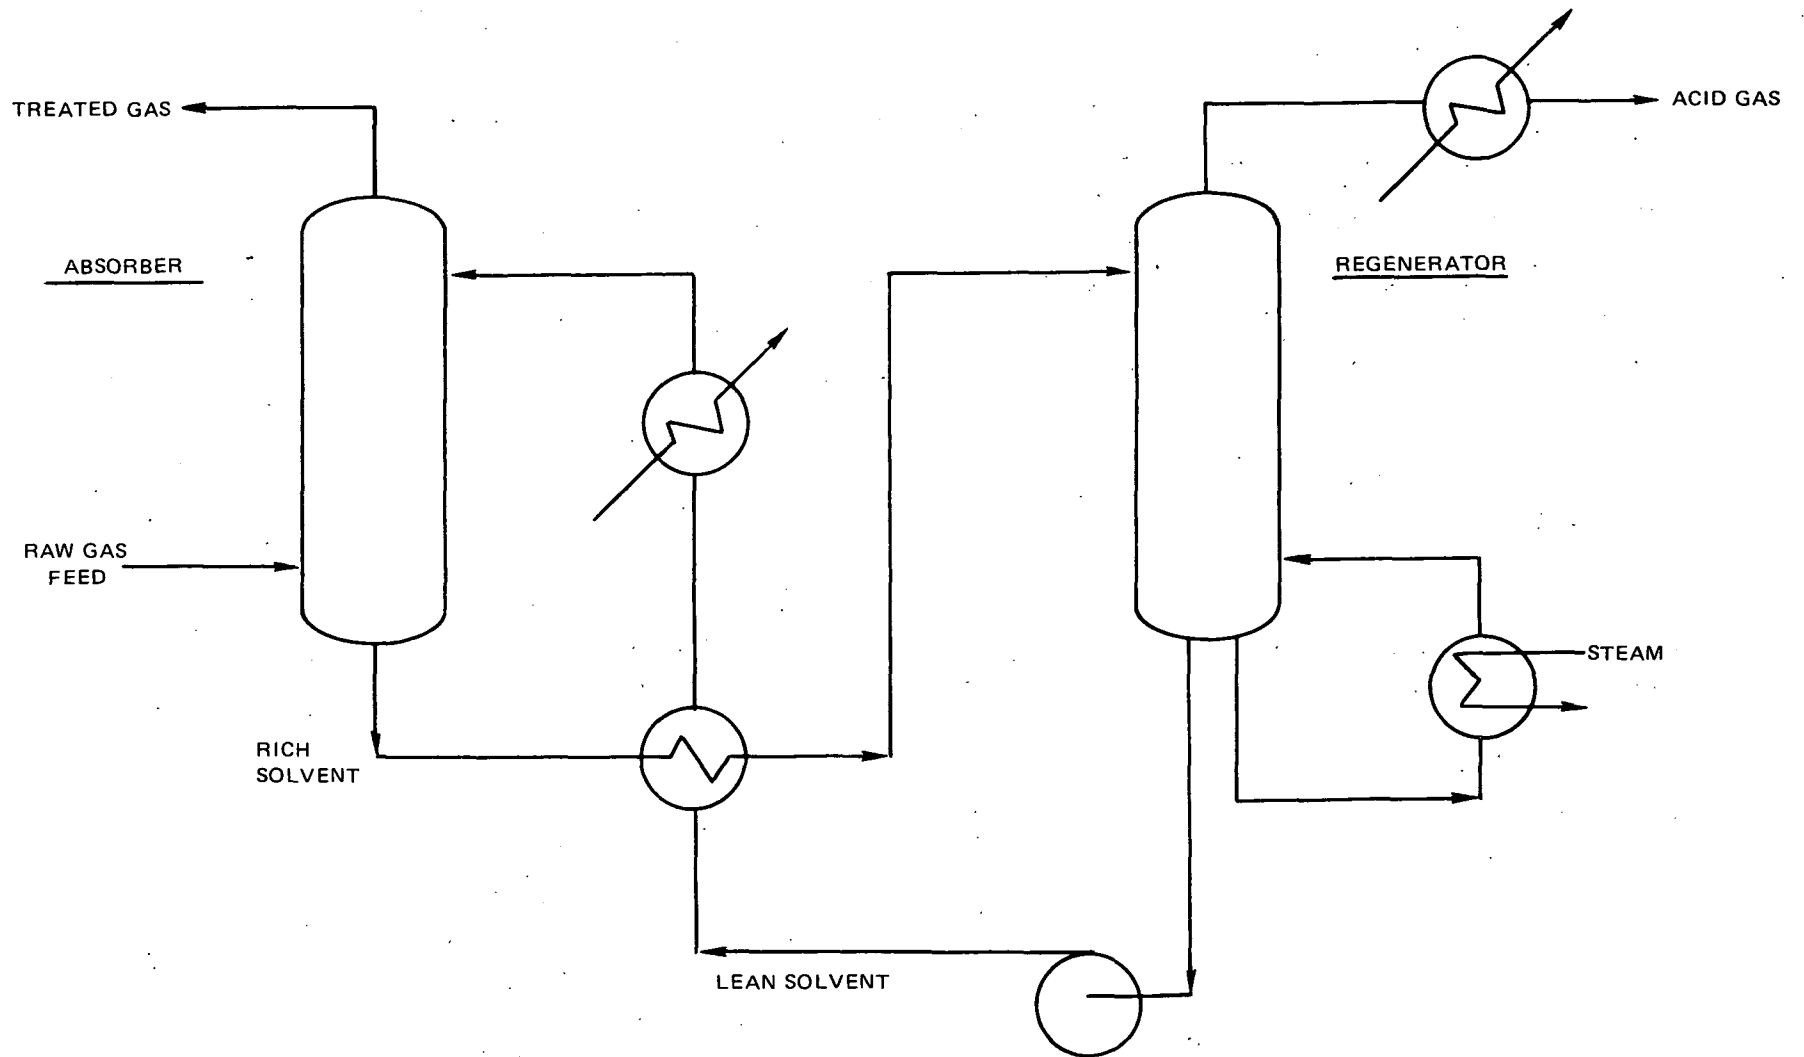 TREATED GAS
ACID GAS
ABSORBER
REGENERATOR
RAW GAS
FEED
STEAM
RICH
SOLVENT
LEAN SOLVENT